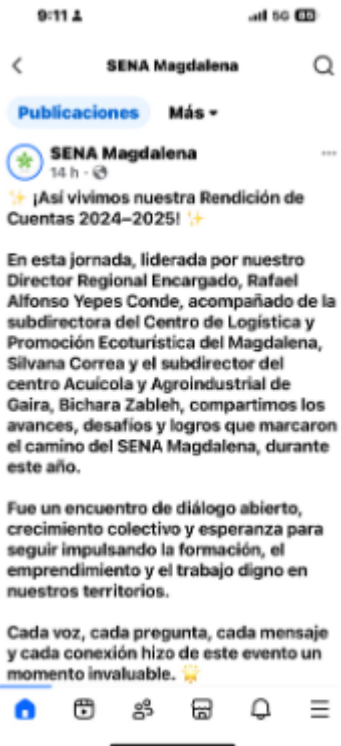 9:11
5G
SENA Magdalena
Publicaciones Más
SENA Magdalena
14 h ·
¡Así vivimos nuestra Rendición de
Cuentas 2024–2025!
En esta jornada, liderada por nuestro
Director Regional Encargado, Rafael
Alfonso Yepes Conde, acompañado de la
subdirectora del Centro de Logística y
Promoción Ecoturística del Magdalena,
Silvana Correa y el subdirector del
centro Acuícola y Agroindustrial de
Gaira, Bichara Zableh, compartimos los
avances, desafíos y logros que marcaron
el camino del SENA Magdalena, durante
este año.
Fue un encuentro de diálogo abierto,
crecimiento colectivo y esperanza para
seguir impulsando la formación, el
emprendimiento y el trabajo digno en
nuestros territorios.
Cada voz, cada pregunta, cada mensaje
y cada conexión hizo de este evento un
momento invaluable.